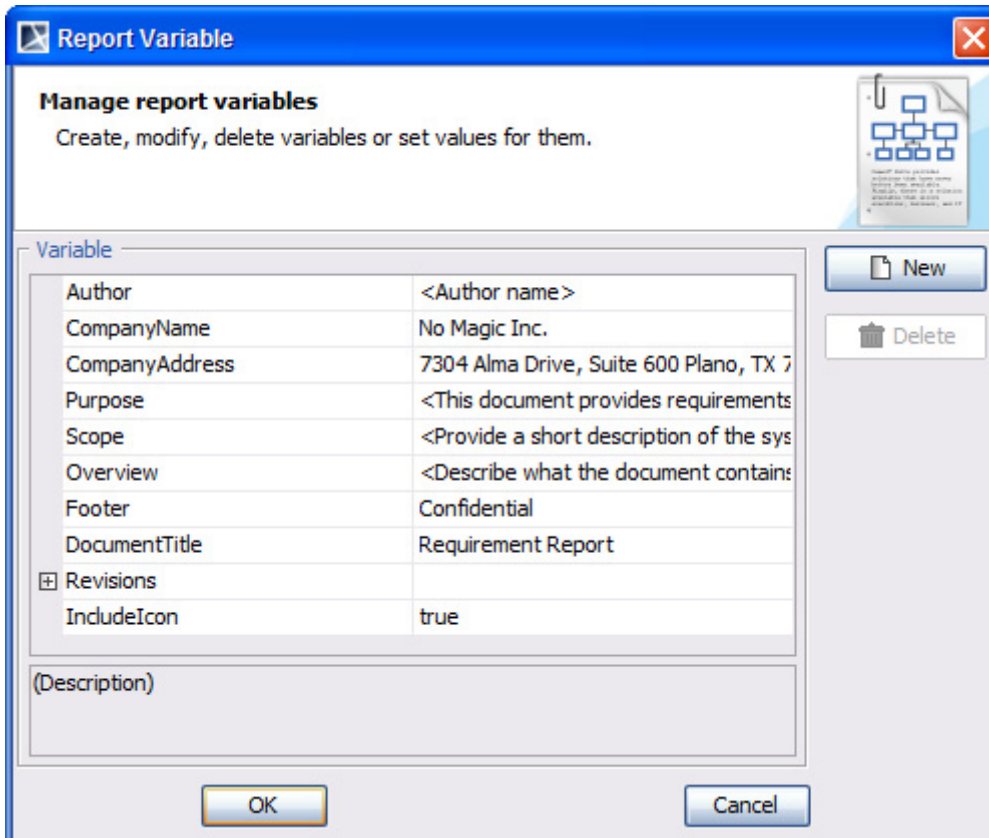 Report Variable
Manage report variables
Create, modify, delete variables or set values for them.
Variable
New
Author <Author name>
CompanyName No Magic Inc.
Delete
CompanyAddress 7304 Alma Drive, Suite 600 Plano, TX 7
Purpose <This document provides requirements
Scope <Provide a short description of the sys
Overview <Describe what the document contains
Footer Confidential
DocumentTitle Requirement Report
Revisions
IncludeIcon true
(Description)
OK Cancel